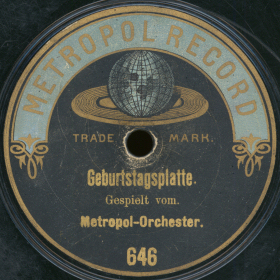 METROPOL RECORD
TRADE MARK.
Geburtstagsplatte.
Gespielt vom.
Metropol-Orchester.
646